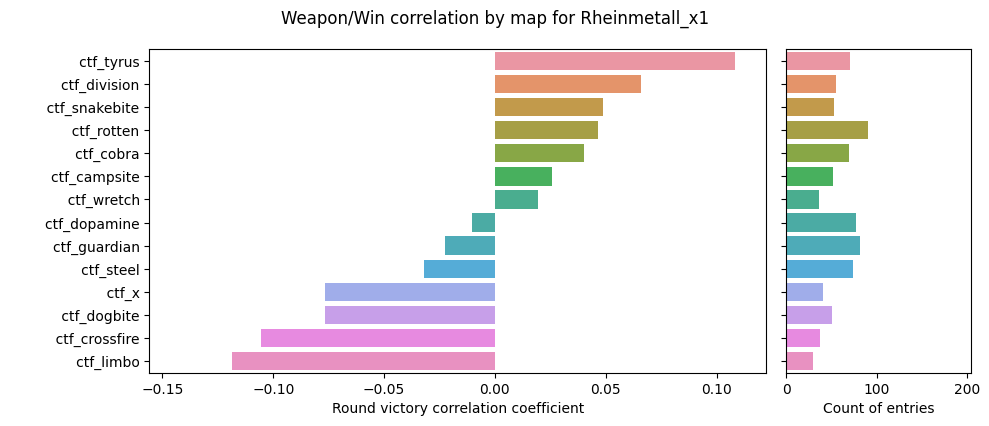 Weapon/Win correlation by map for Rheinmetall_x1
ctf_tyrus
ctf_division
ctf_snakebite
ctf_rotten
ctf_cobra
ctf_campsite
ctf_wretch
ctf_dopamine
ctf_guardian
ctf_steel
ctf_x
ctf_dogbite
ctf_crossfire
ctf_limbo
−0.15 −0.10 −0.05 0.00 0.05 0.10
Round victory correlation coefficient
0 100 200
Count of entries